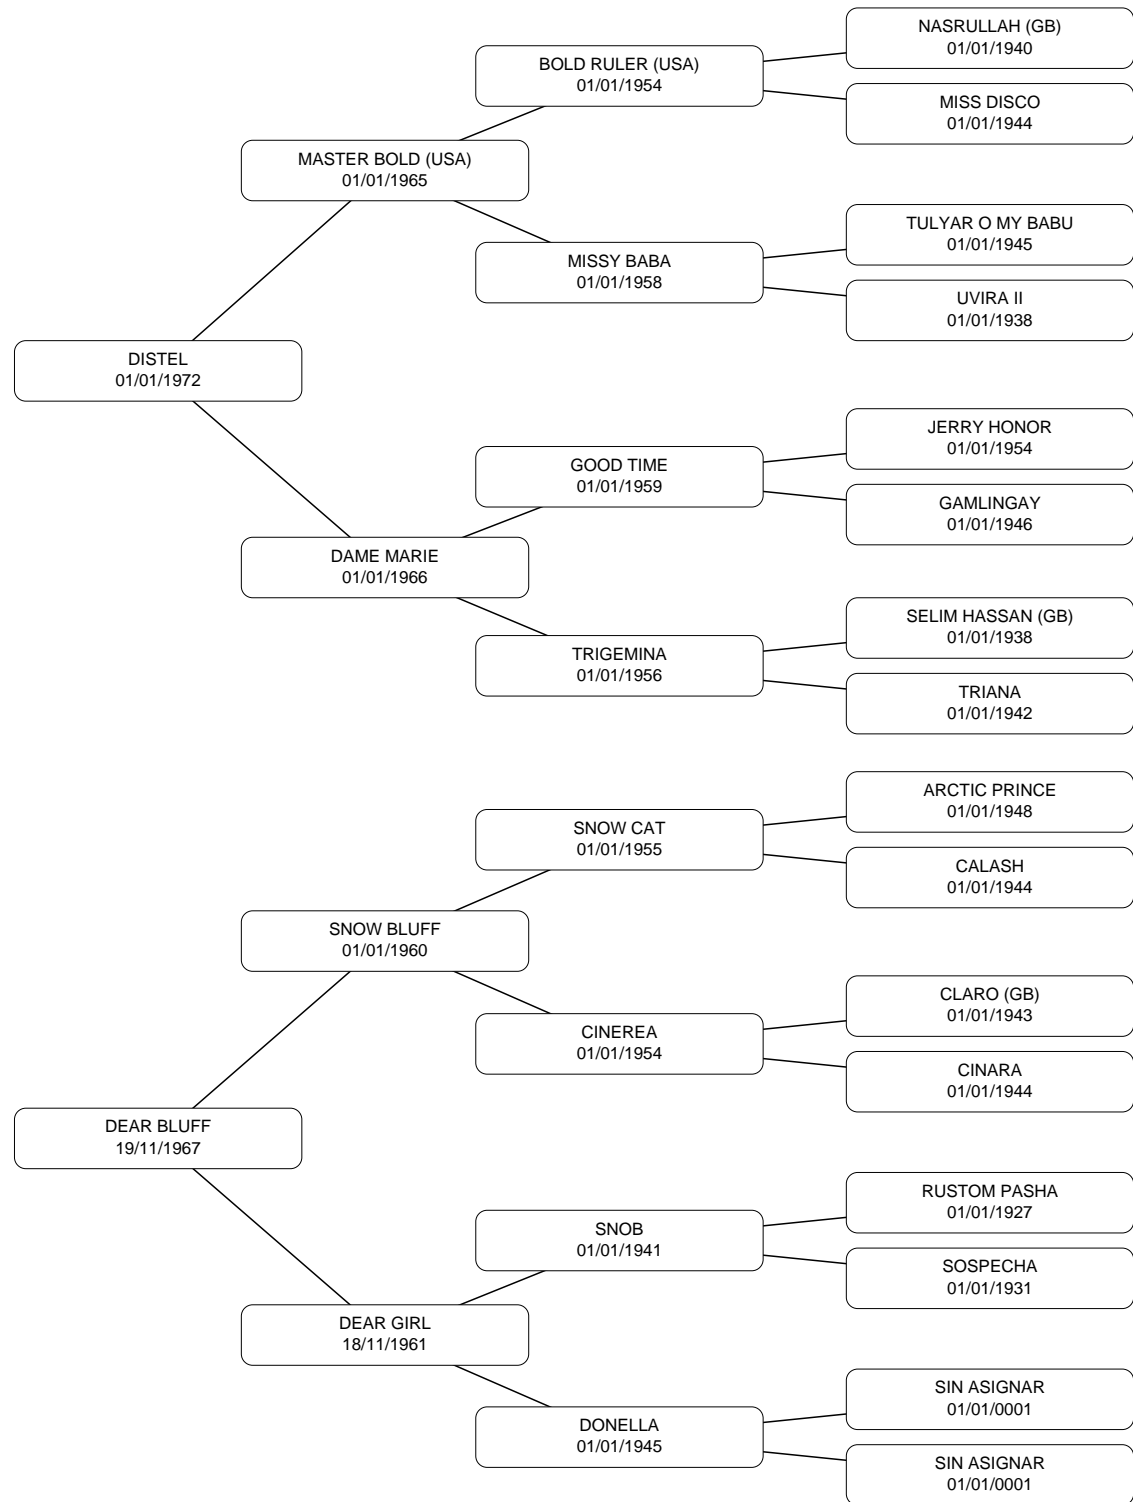 NASRULLAH (GB)
01/01/1940
BOLD RULER (USA)
01/01/1954
MISS DISCO
01/01/1944
MASTER BOLD (USA)
01/01/1965
TULYAR O MY BABU
01/01/1945
MISSY BABA
01/01/1958
UVIRA II
01/01/1938
DISTEL
01/01/1972
JERRY HONOR
01/01/1954
GOOD TIME
01/01/1959
GAMLINGAY
01/01/1946
DAME MARIE
01/01/1966
SELIM HASSAN (GB)
01/01/1938
TRIGEMINA
01/01/1956
TRIANA
01/01/1942
ARCTIC PRINCE
01/01/1948
SNOW CAT
01/01/1955
CALASH
01/01/1944
SNOW BLUFF
01/01/1960
CLARO (GB)
01/01/1943
CINEREA
01/01/1954
CINARA
01/01/1944
DEAR BLUFF
19/11/1967
RUSTOM PASHA
01/01/1927
SNOB
01/01/1941
SOSPECHA
01/01/1931
DEAR GIRL
18/11/1961
SIN ASIGNAR
01/01/0001
DONELLA
01/01/1945
SIN ASIGNAR
01/01/0001